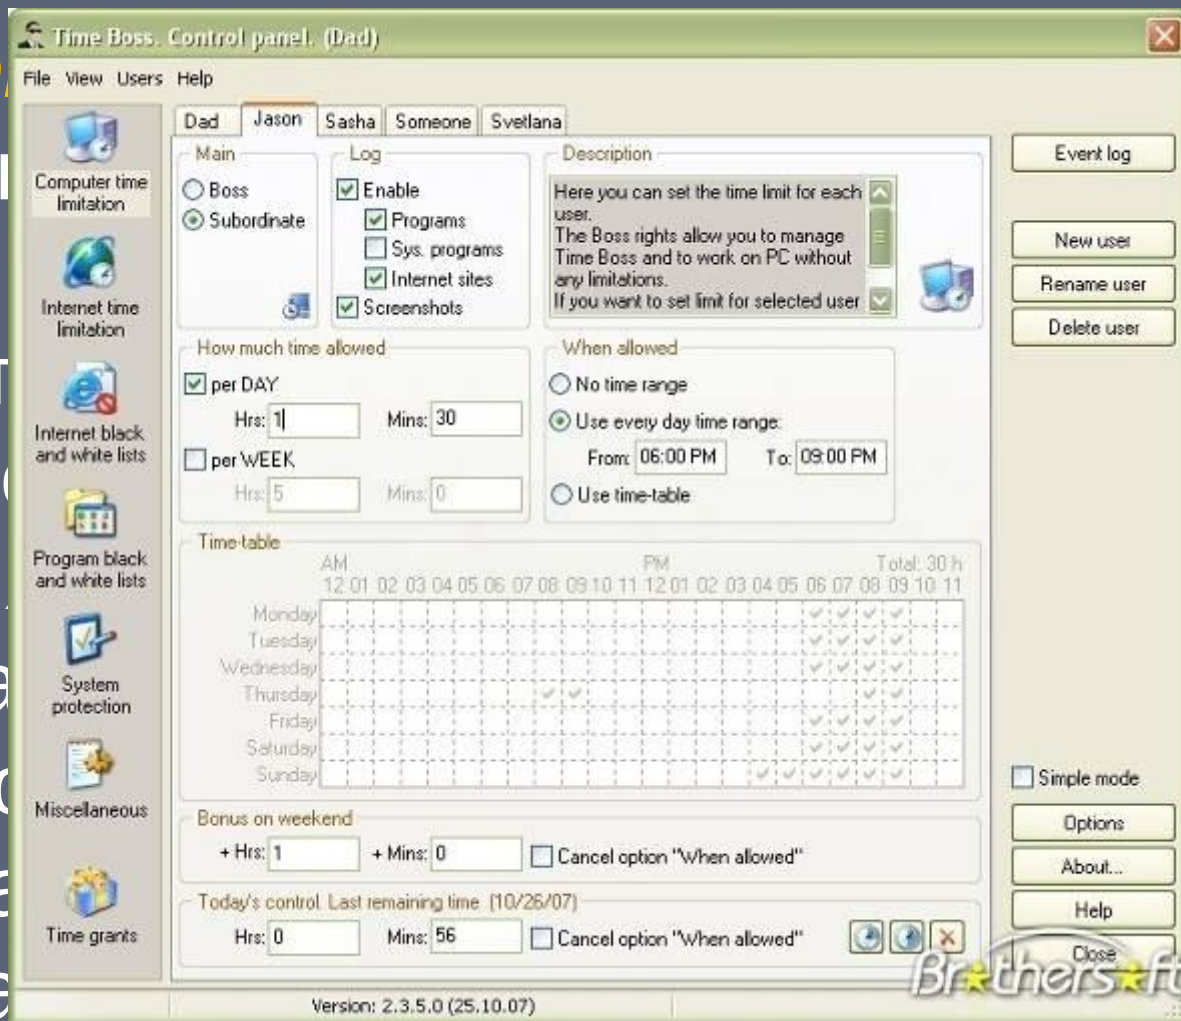 Time Boss. Control panel. (Dad)
File View Users Help
Computer time
limitation
Internet time
limitation
Internet black
and white lists
Program black
and white lists
System
protection
Miscellaneous
Time grants
Dad Jason Sasha Someone Svetlana
Main
Boss
Subordinate
Log
Enable
Programs
Sys. programs
Internet sites
Screenshots
Description
Here you can set the time limit for each
user.
The Boss rights allow you to manage
Time Boss and to work on PC without
any limitations.
If you want to set limit for selected user
How much time allowed
per DAY
Hrs: 1 Mins: 30
per WEEK
Hrs: 5 Mins: 0
When allowed
No time range
Use every day time range:
From: 06:00 PM To: 09:00 PM
Use time-table
Time-table
AM PM Total: 30 h
12 01 02 03 04 05 06 07 08 09 10 11 12 01 02 03 04 05 06 07 08 09 10 11
Monday
Tuesday
Wednesday
Thursday
Friday
Saturday
Sunday
Bonus on weekend
+ Hrs: 1 + Mins: 0 Cancel option "When allowed"
Today's control. Last remaining time (10/26/07)
Hrs: 0 Mins: 56 Cancel option "When allowed"
Event log
New user
Rename user
Delete user
Simple mode
Options
About...
Help
Close
Brothersoft
Version: 2.3.5.0 (25.10.07)